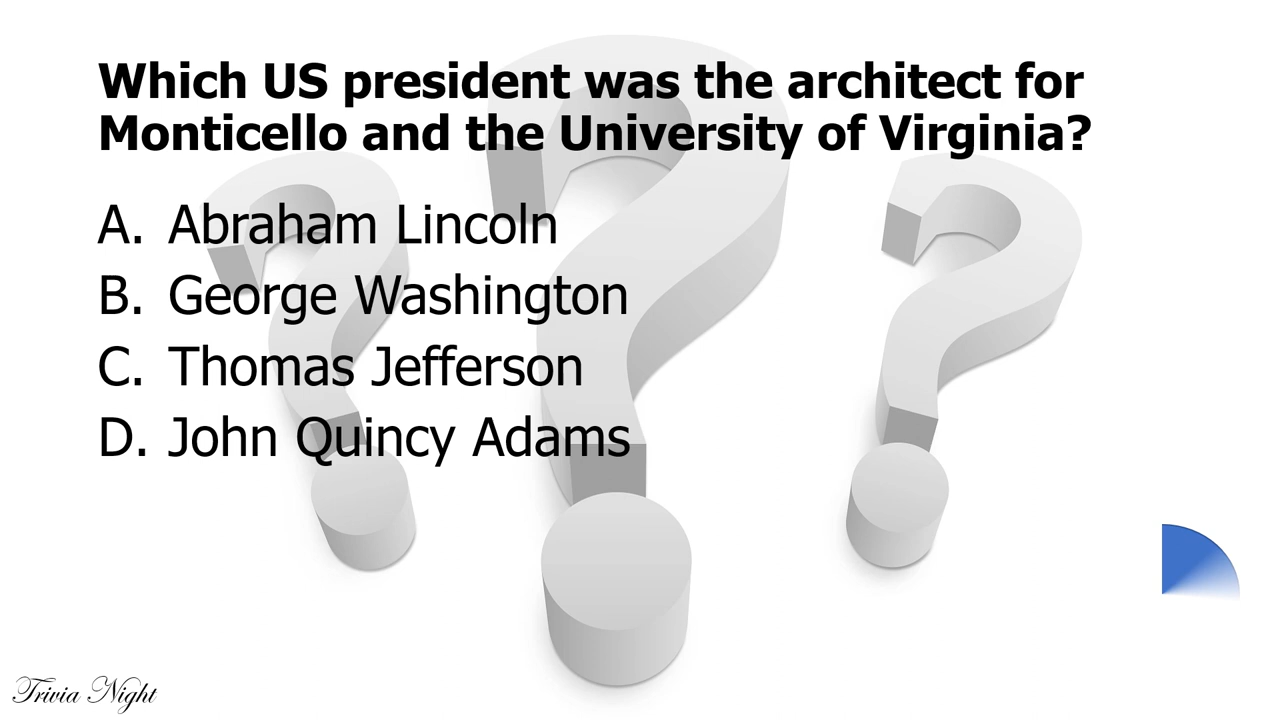 Which US president was the architect for
Monticello and the University of Virginia?
A. Abraham Lincoln
B. George Washington
C. Thomas Jefferson
D. John Quincy Adams
Trivia Night